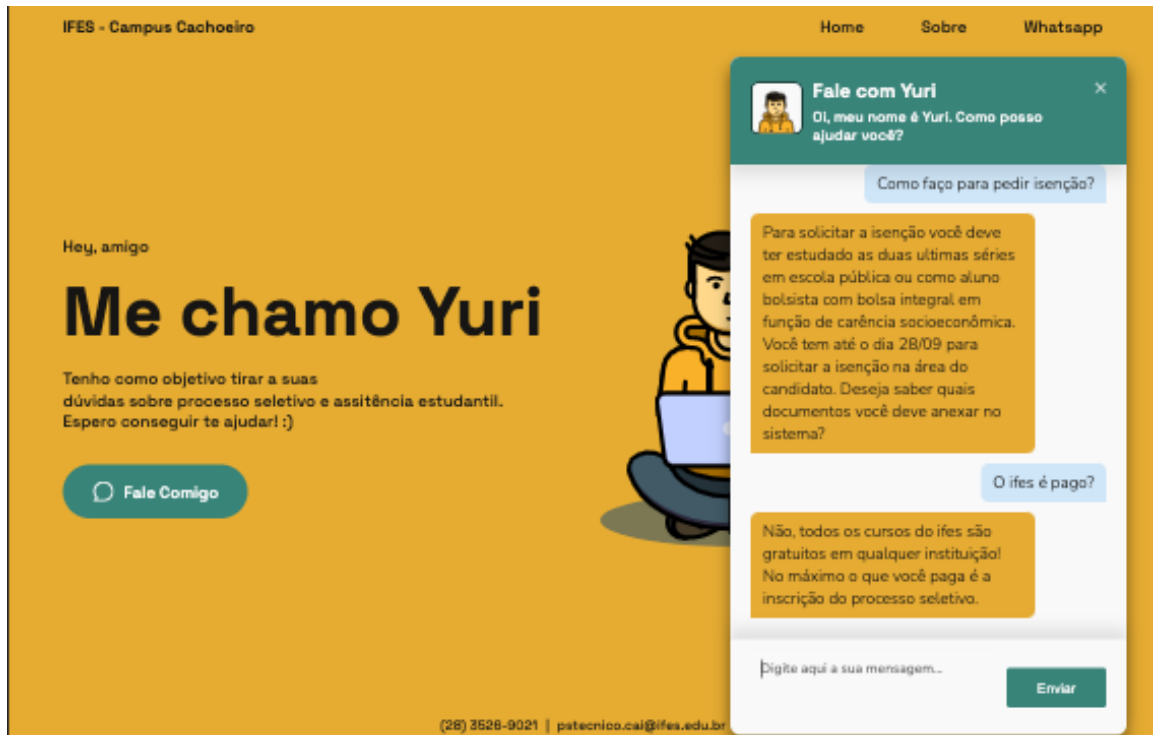 IFES - Campus Cachoeiro
Home Sobre Whatsapp
Hey, amigo
Me chamo Yuri
Tenho como objetivo tirar a suas
dúvidas sobre processo seletivo e assitência estudantil.
Espero conseguir te ajudar! :)
Fale Comigo
Fale com Yuri
×
Oi, meu nome é Yuri. Como posso
ajudar você?
Como faço para pedir isenção?
Para solicitar a isenção você deve
ter estudado as duas ultimas séries
em escola pública ou como aluno
bolsista com bolsa integral em
função de carência socioeconômica.
Você tem até o dia 28/09 para
solicitar a isenção na área do
candidato. Deseja saber quais
documentos você deve anexar no
sistema?
O ifes é pago?
Não, todos os cursos do ifes são
gratuitos em qualquer instituição!
No máximo o que você paga é a
inscrição do processo seletivo.
Digite aqui a sua mensagem...
Enviar
(28) 3526-9021 | pstecnico.cai@ifes.edu.br